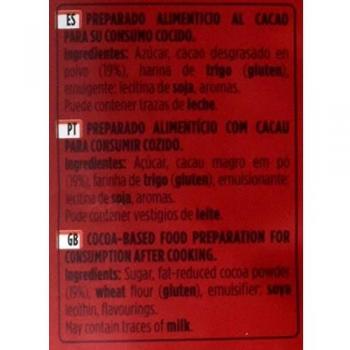 ES PREPARADO ALIMENTICIO AL CACAO
PARA SU CONSUMO COCIDO.
Ingredientes: Azúcar, cacao desgrasado en
polvo (19%), harina de trigo (gluten),
emulgente: lecitina de soja, aromas.
Puede contener trazas de leche.
PT PREPARADO ALIMENTÍCIO COM CACAU
PARA CONSUMIR COZIDO.
Ingredientes: Açúcar, cacau magro em pó
(19%), farinha de trigo (gluten), emulsionante:
lecitina de soja, aromas.
Pode conter vestígios de leite.
GB COCOA-BASED FOOD PREPARATION FOR
CONSUMPTION AFTER COOKING.
Ingredients: Sugar, fat-reduced cocoa powder
(19%), wheat flour (gluten), emulsifier: soya
lecithin, flavourings.
May contain traces of milk.